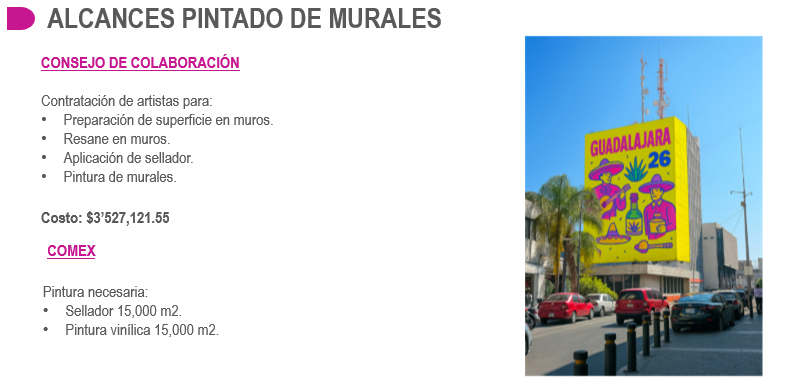 ALCANCES PINTADO DE MURALES
CONSEJO DE COLABORACIÓN
Contratación de artistas para:
• Preparación de superficie en muros.
• Resane en muros.
• Aplicación de sellador.
• Pintura de murales.
Costo: $3’527,121.55
COMEX
Pintura necesaria:
• Sellador 15,000 m2.
• Pintura vinílica 15,000 m2.
GUADALAJARA
26